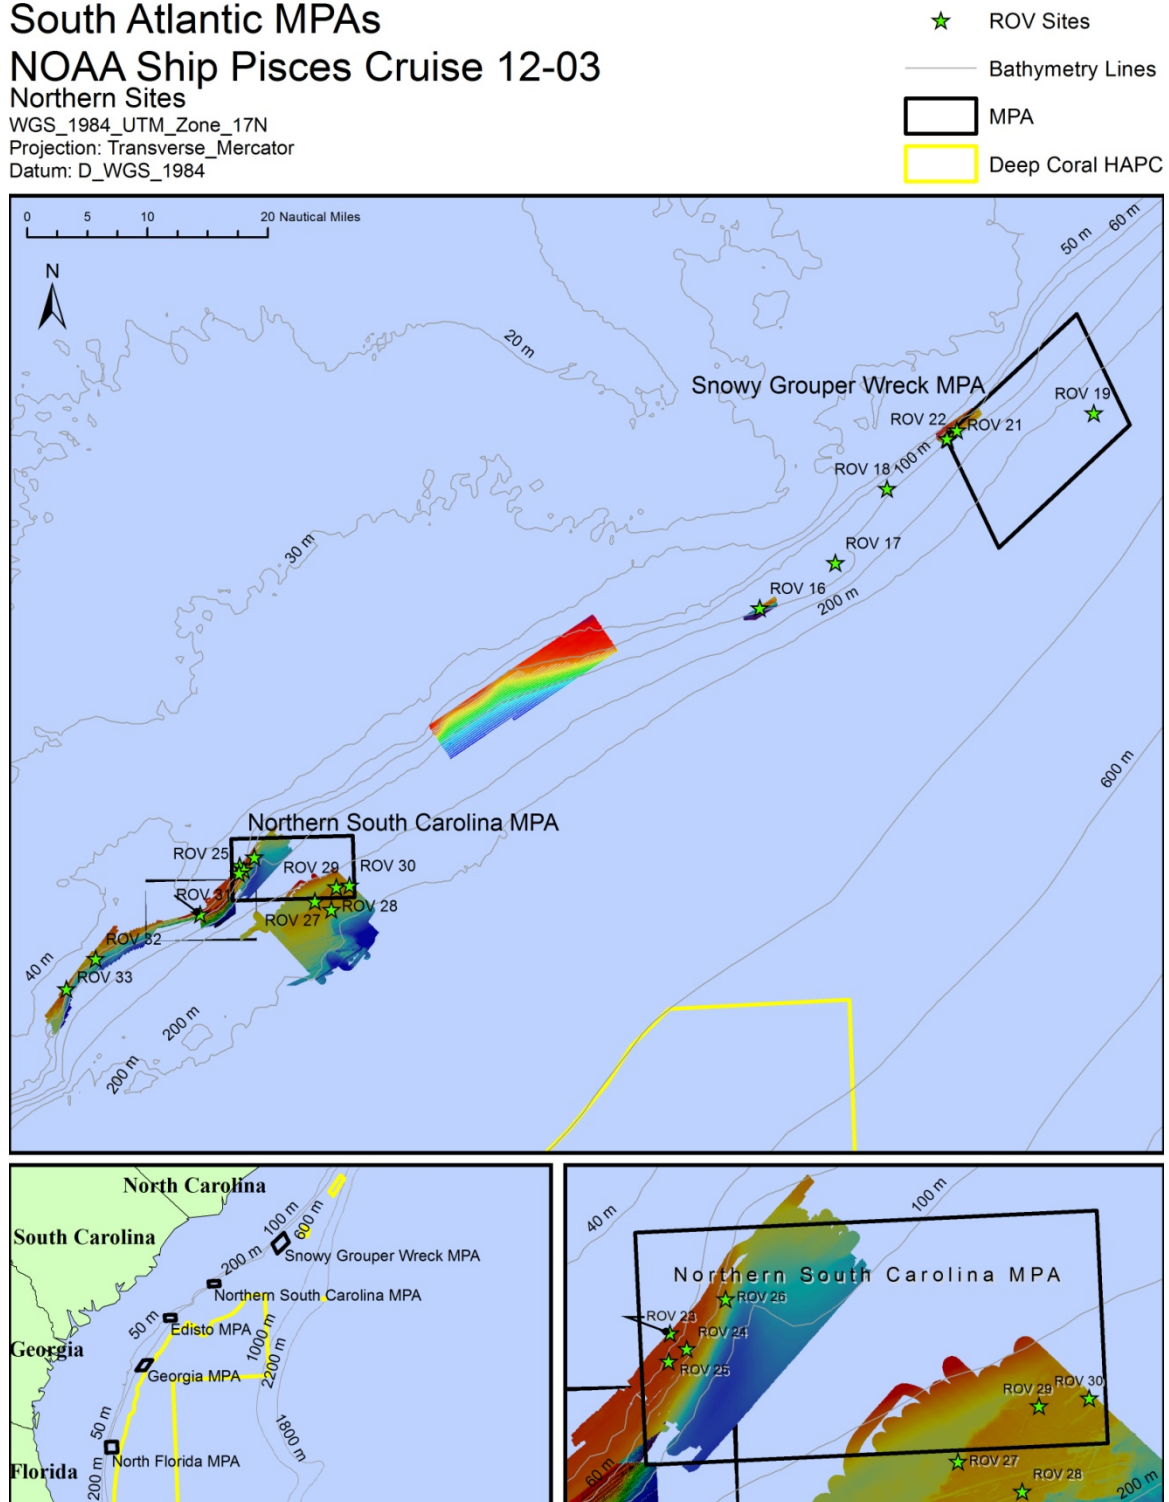 South Atlantic MPAs
NOAA Ship Pisces Cruise 12-03
Northern Sites
WGS_1984_UTM_Zone_17N
Projection: Transverse_Mercator
Datum: D_WGS_1984
ROV Sites
Bathymetry Lines
MPA
Deep Coral HAPC
0 5 10 20 Nautical Miles
N
50 m
60 m
20 m
Snowy Grouper Wreck MPA
ROV 19
ROV 22
ROV 21
100 m
ROV 18
30 m
ROV 17
ROV 16
200 m
600 m
Northern South Carolina MPA
ROV 25
ROV 29
ROV 30
ROV 31
ROV 27
ROV 28
ROV 32
40 m
ROV 33
200 m
200 m
North Carolina
South Carolina
100 m
600 m
200 m
Snowy Grouper Wreck MPA
Northern South Carolina MPA
50 m
Edisto MPA
1000 m
2200 m
Georgia
Georgia MPA
50 m
1800 m
North Florida MPA
Florida
200 m
40 m
100 m
Northern South Carolina MPA
ROV 26
ROV 23
ROV 24
ROV 25
ROV 29
ROV 30
60 m
ROV 27
ROV 28
200 m